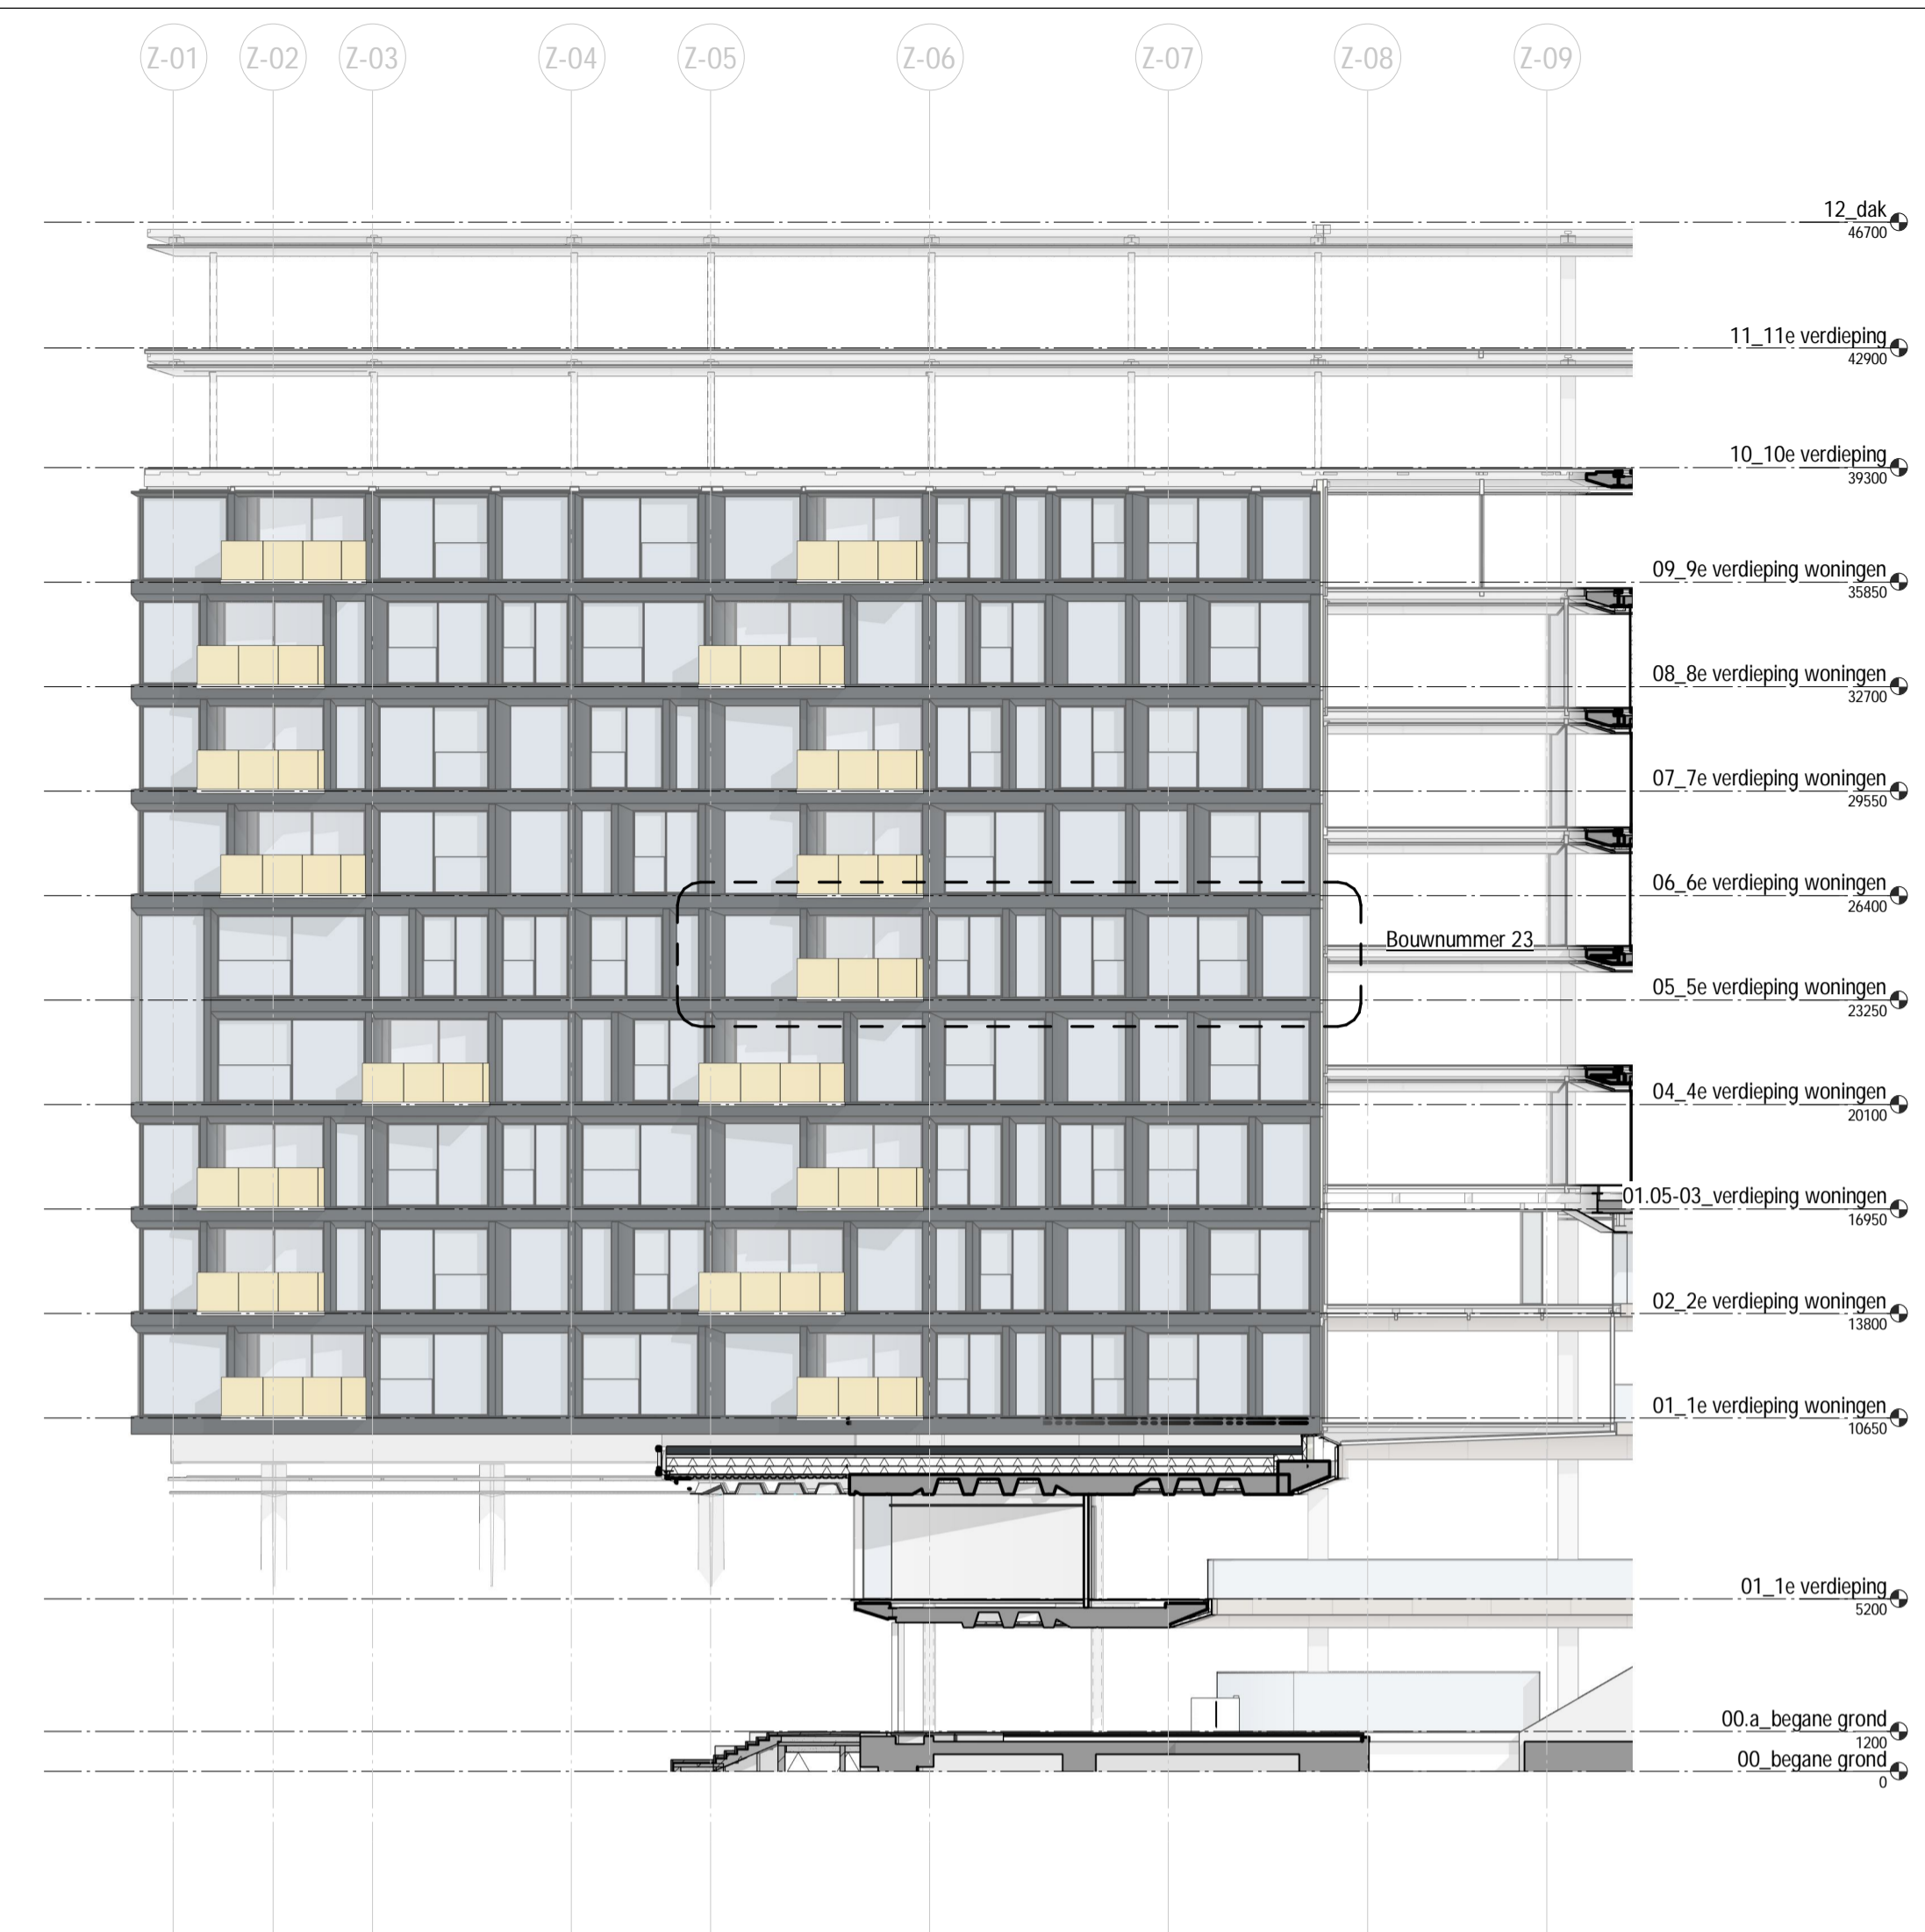 Z-01 Z-02 Z-03 Z-04 Z-05 Z-06 Z-07 Z-08 Z-09
12_dak
46700
11_11e verdieping
42900
10_10e verdieping
39300
09_9e verdieping woningen
35850
08_8e verdieping woningen
32700
07_7e verdieping woningen
29550
06_6e verdieping woningen
26400
Bouwnummer 23
05_5e verdieping woningen
23250
04_4e verdieping woningen
20100
01.05-03_verdieping woningen
16950
02_2e verdieping woningen
13800
01_1e verdieping woningen
10650
01_1e verdieping
5200
00.a_begane grond
1200
00_begane grond
0